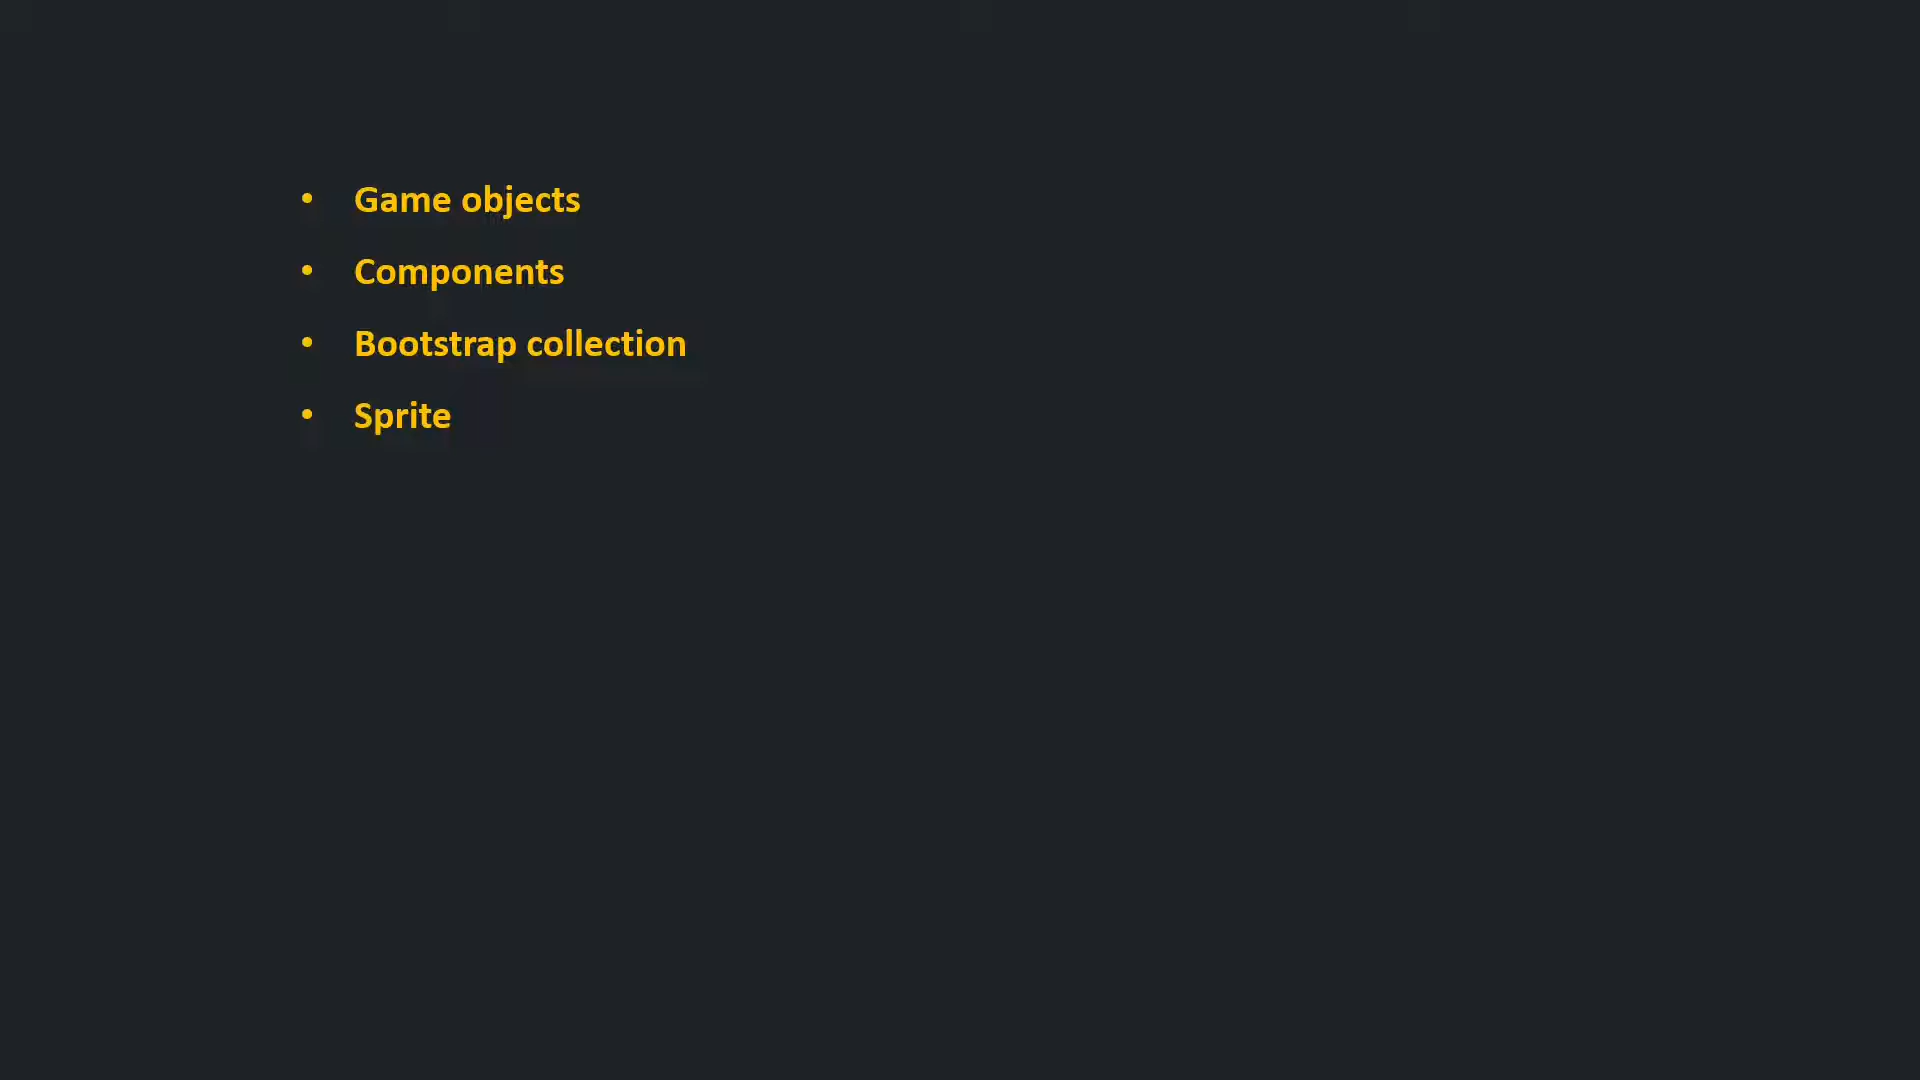 • Game objects
• Components
• Bootstrap collection
• Sprite